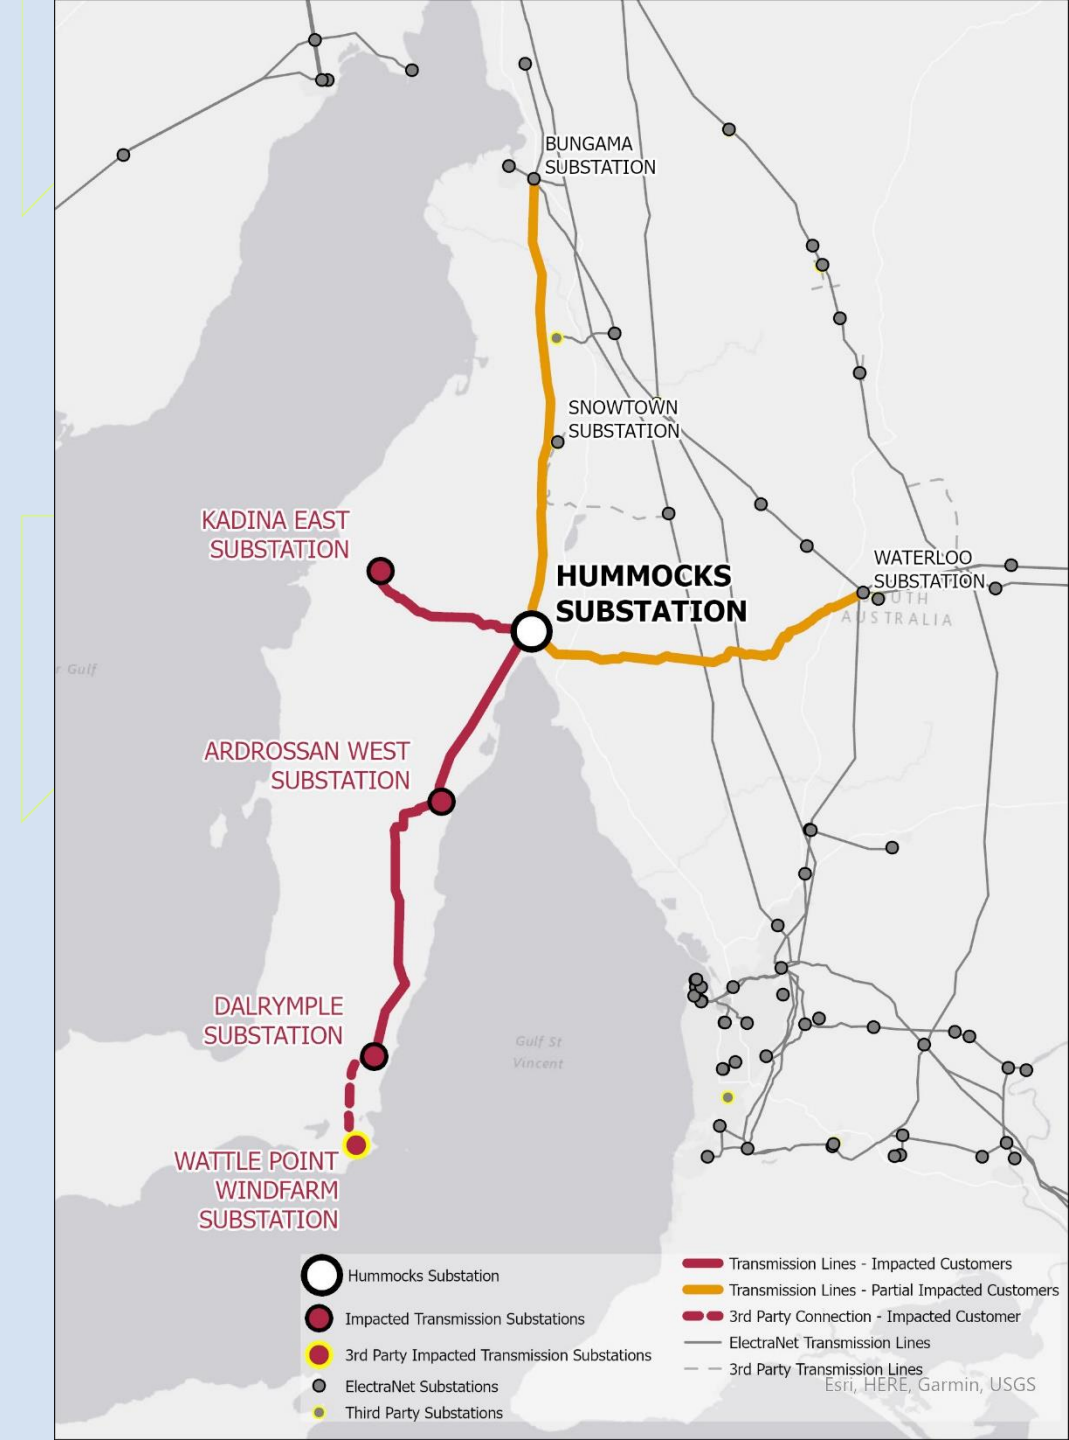 BUNGAMA
SUBSTATION
SNOWTOWN
SUBSTATION
KADINA EAST
SUBSTATION
HUMMOCKS
SUBSTATION
WATERLOO
SUBSTATION
SOUTH
AUSTRALIA
r Gulf
ARDROSSAN WEST
SUBSTATION
DALRYMPLE
SUBSTATION
Gulf St
Vincent
WATTLE POINT
WINDFARM
SUBSTATION
Hummocks Substation
Impacted Transmission Substations
3rd Party Impacted Transmission Substations
ElectraNet Substations
Third Party Substations
Transmission Lines - Impacted Customers
Transmission Lines - Partial Impacted Customers
3rd Party Connection - Impacted Customer
ElectraNet Transmission Lines
3rd Party Transmission Lines
Esri, HERE, Garmin, USGS